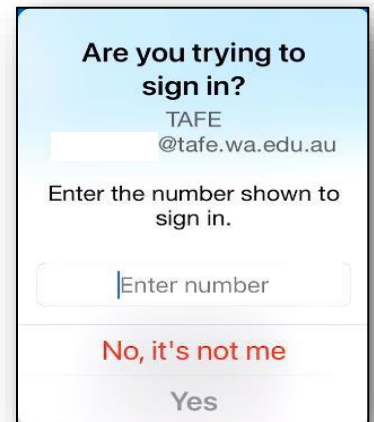 Are you trying to
sign in?
TAFE
@tafe.wa.edu.au
Enter the number shown to
sign in.
Enter number
No, it's not me
Yes